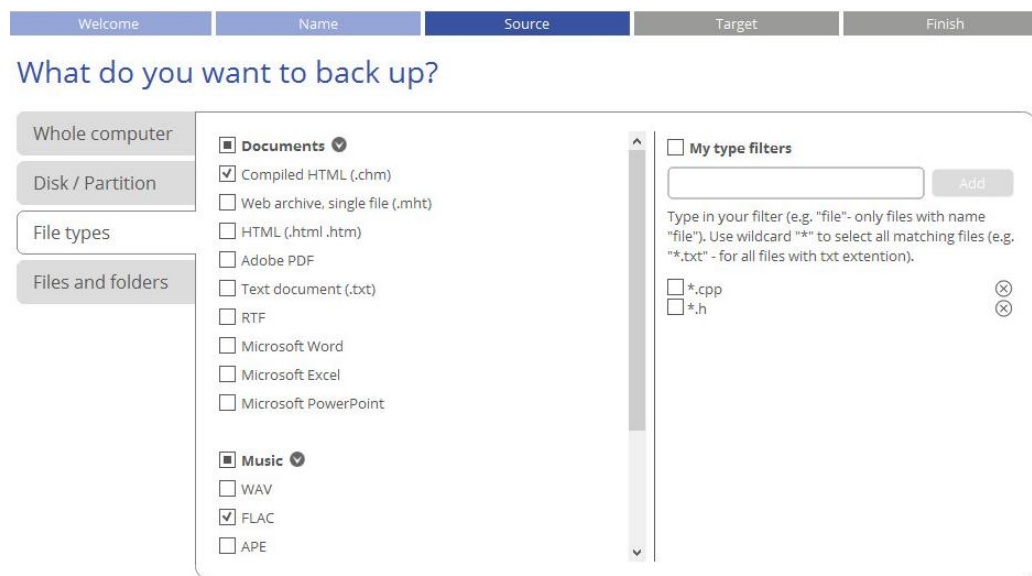 Welcome
Name
Source
Target
Finish
What do you want to back up?
Whole computer
Disk / Partition
File types
Files and folders
Documents
Compiled HTML (.chm)
Web archive, single file (.mht)
HTML (.html .htm)
Adobe PDF
Text document (.txt)
RTF
Microsoft Word
Microsoft Excel
Microsoft PowerPoint
Music
WAV
FLAC
APE
My type filters
Add
Type in your filter (e.g. "file"- only files with name
"file"). Use wildcard "*" to select all matching files (e.g.
"*.txt" - for all files with txt extention).
*.cpp
*.h